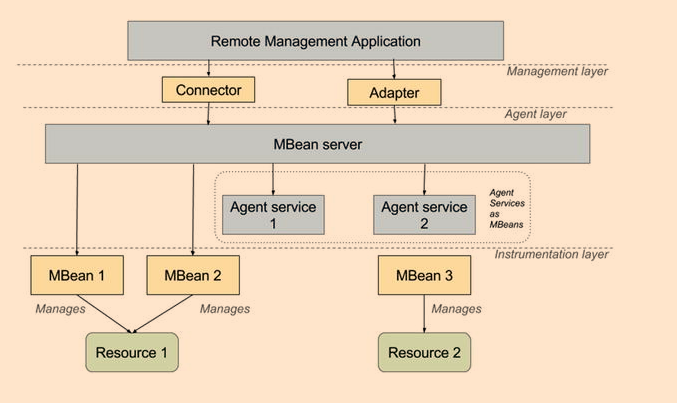 Remote Management Application
Management layer
Connector
Adapter
Agent layer
MBean server
Agent service
1
Agent service
2
Agent
Services
as
MBeans
Instrumentation layer
MBean 1
MBean 2
MBean 3
Manages
Manages
Manages
Resource 1
Resource 2